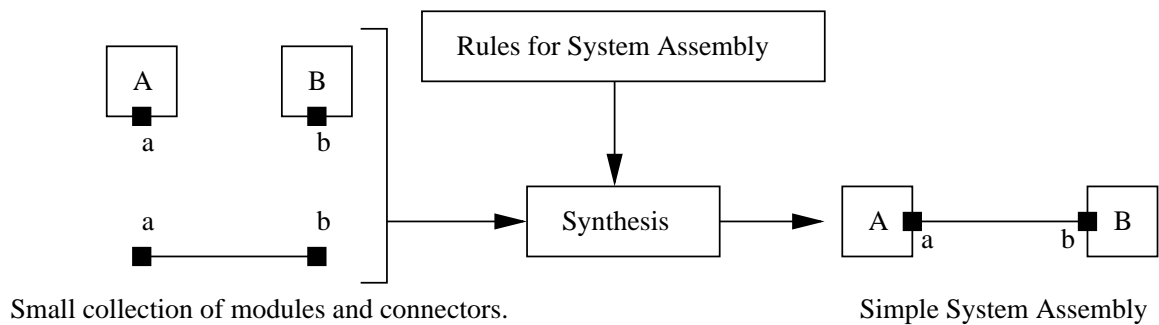 Rules for System Assembly
A
B
a
b
a
b
Synthesis
A
B
a
b
Small collection of modules and connectors.
Simple System Assembly